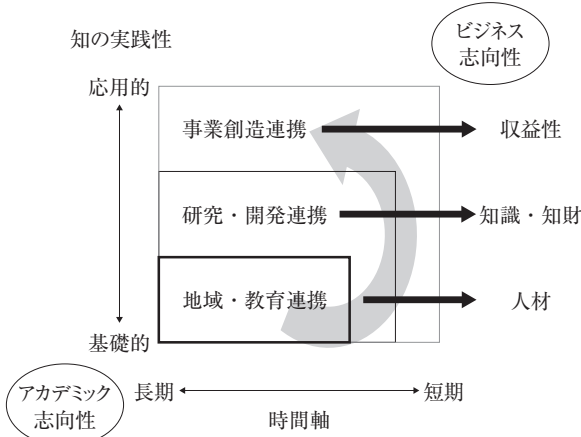 知の実践性
ビジネス
志向性
応用的
事業創造連携
収益性
研究・開発連携
知識・知財
地域・教育連携
人材
基礎的
アカデミック
志向性
長期
短期
時間軸